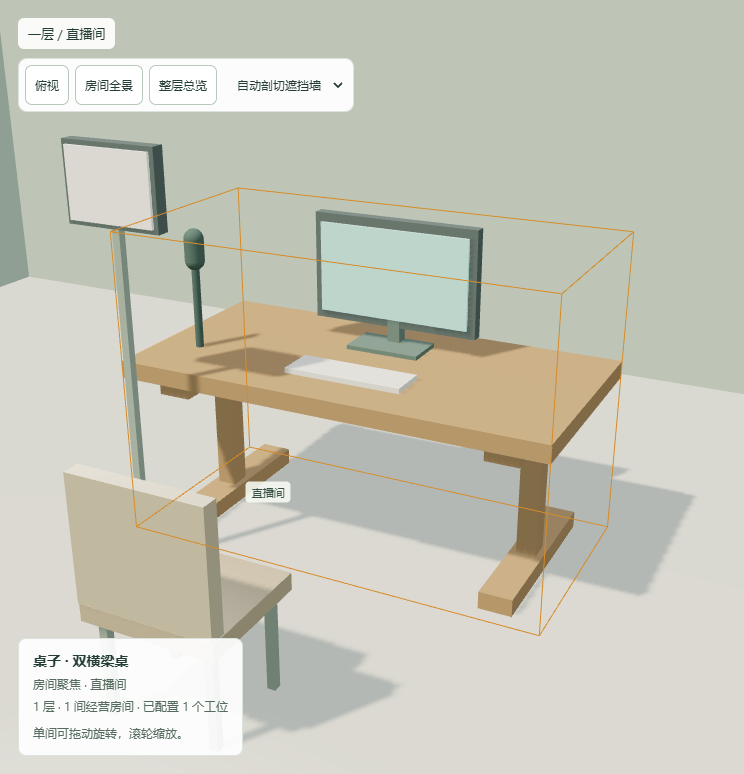 一层 / 直播间
俯视 房间全景 整层总览 自动剖切遮挡墙
直播间
桌子 · 双横梁桌
房间聚焦 · 直播间
1 层 · 1 间经营房间 · 已配置 1 个工位
单间可拖动旋转，滚轮缩放。